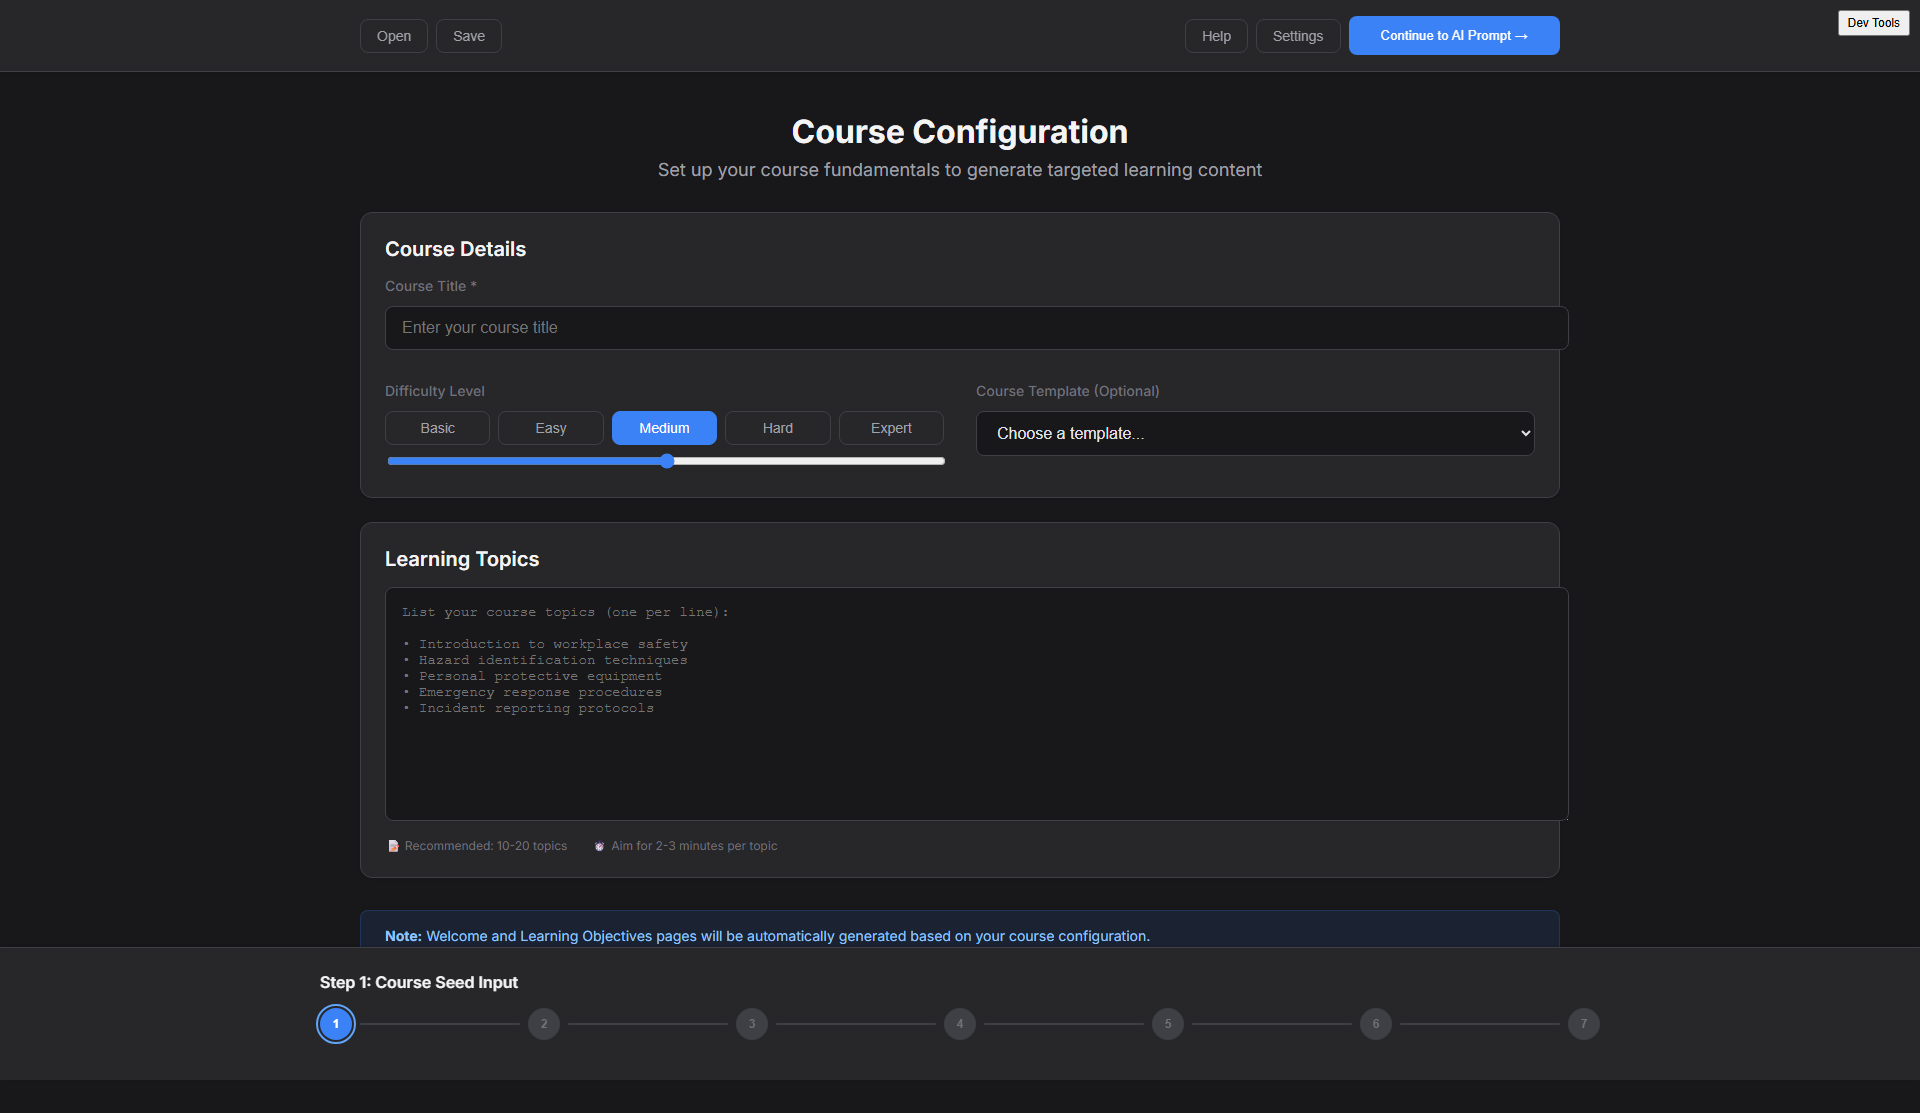 Open
Save
Help
Settings
Continue to AI Prompt →
Dev Tools
Course Configuration
Set up your course fundamentals to generate targeted learning content
Course Details
Course Title *
Enter your course title
Difficulty Level
Basic
Easy
Medium
Hard
Expert
Course Template (Optional)
Choose a template...
Learning Topics
List your course topics (one per line):
• Introduction to workplace safety
• Hazard identification techniques
• Personal protective equipment
• Emergency response procedures
• Incident reporting protocols
Recommended: 10-20 topics
Aim for 2-3 minutes per topic
Note: Welcome and Learning Objectives pages will be automatically generated based on your course configuration.
Step 1: Course Seed Input
1
2
3
4
5
6
7